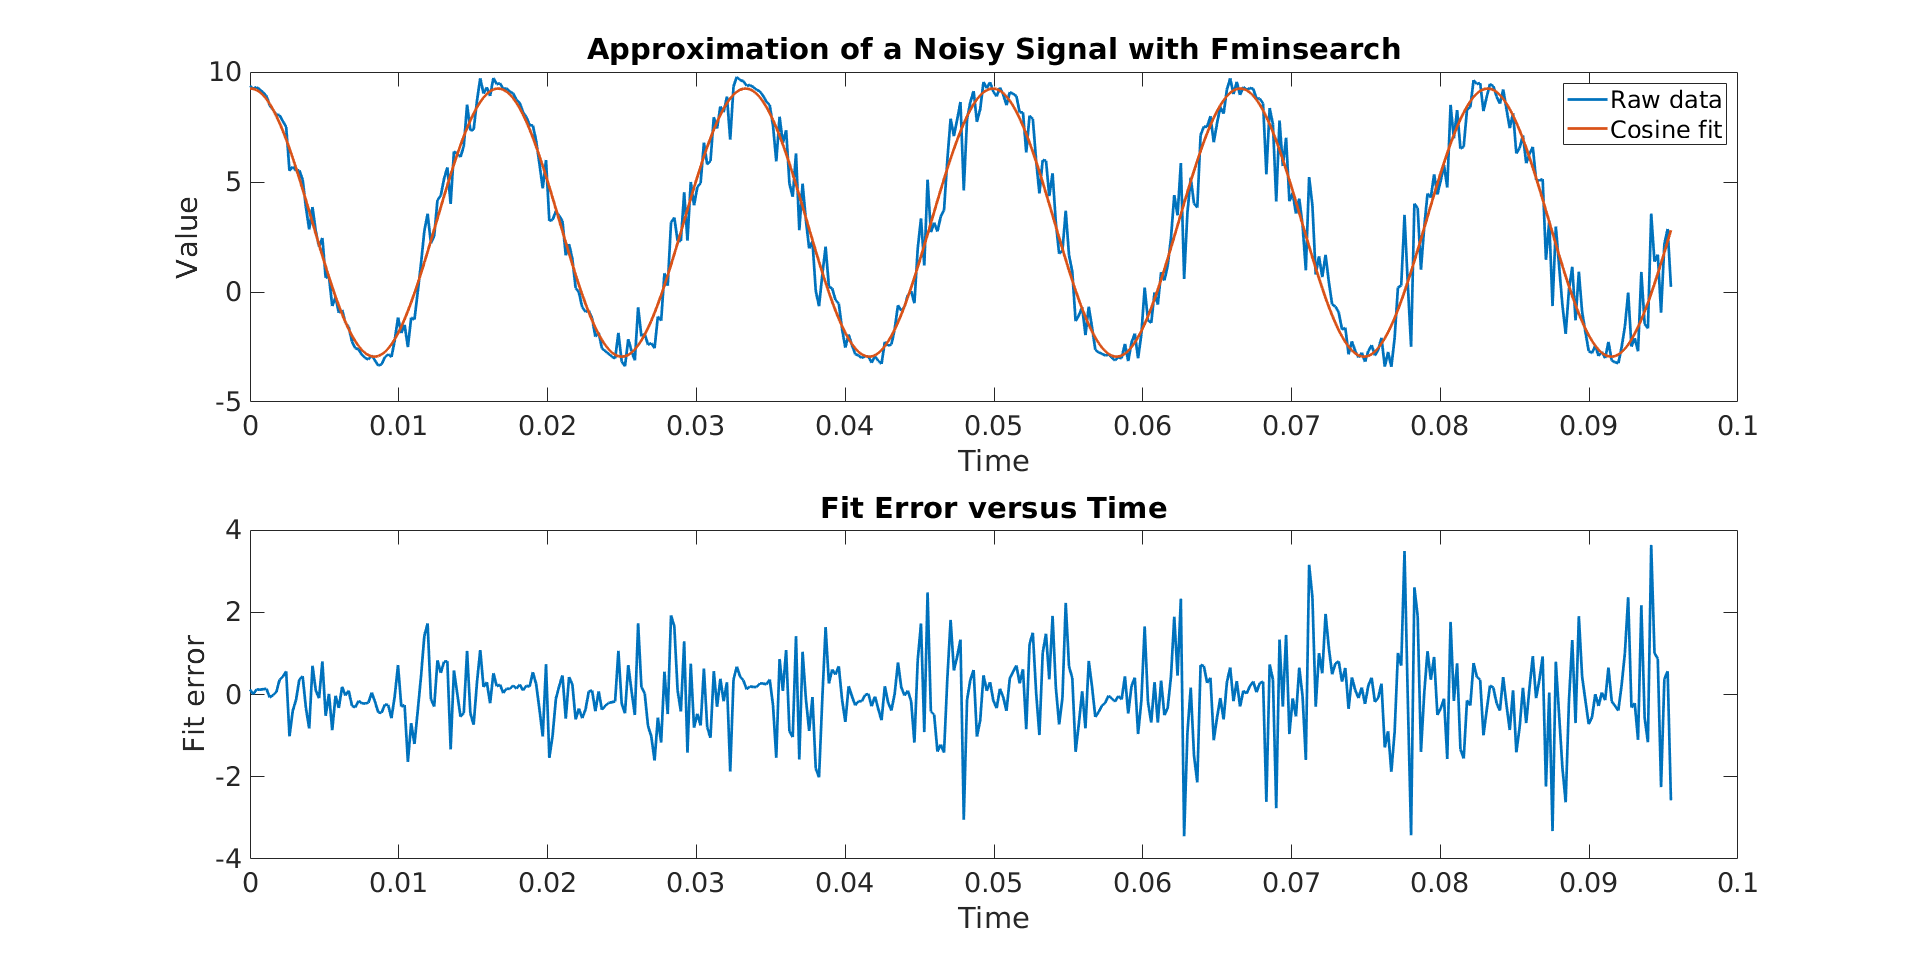 Approximation of a Noisy Signal with Fminsearch
10
5
0
-5
Value
Raw data
Cosine fit
0 0.01 0.02 0.03 0.04 0.05 0.06 0.07 0.08 0.09 0.1
Time
Fit Error versus Time
4
2
0
-2
-4
Fit error
0 0.01 0.02 0.03 0.04 0.05 0.06 0.07 0.08 0.09 0.1
Time